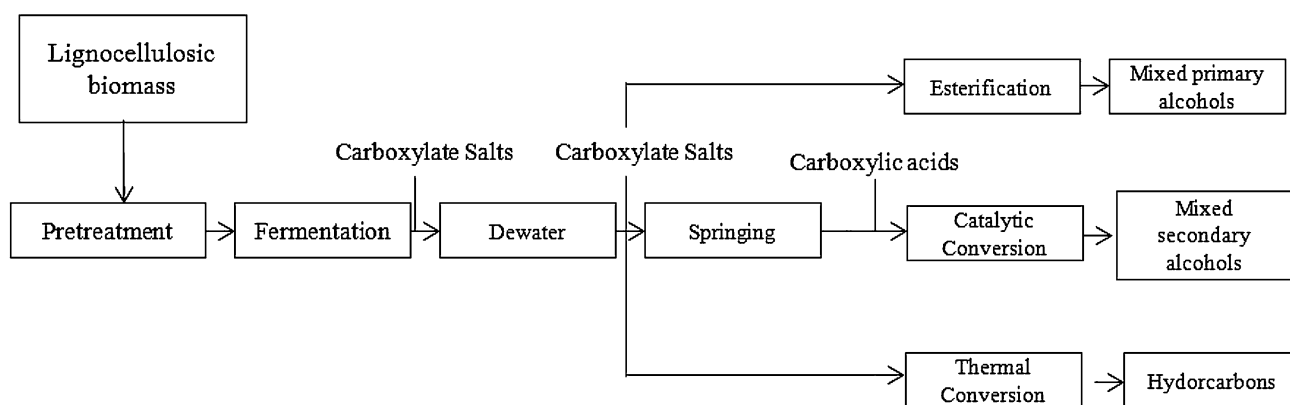 Lignocellulosic
biomass
Esterification
Mixed primary
alcohols
Carboxylate Salts
Carboxylate Salts
Carboxylic acids
Pretreatment
Fermentation
Dewater
Springing
Catalytic
Conversion
Mixed
secondary
alcohols
Thermal
Conversion
Hydorcarbons